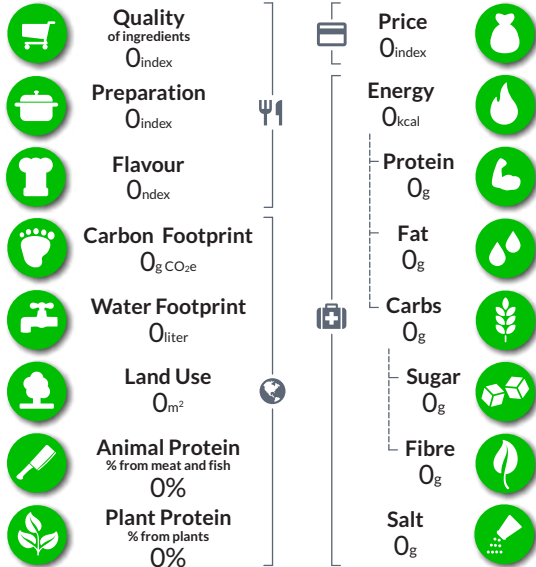 Quality
of ingredients
0index
Preparation
0index
Flavour
0ndex
Carbon Footprint
0g CO₂e
Water Footprint
0liter
Land Use
0m²
Animal Protein
% from meat and fish
0%
Plant Protein
% from plants
0%
Price
0index
Energy
0kcal
Protein
0g
Fat
0g
Carbs
0g
Sugar
0g
Fibre
0g
Salt
0g